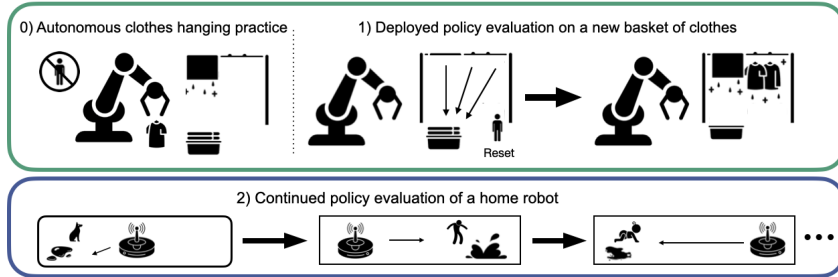 0) Autonomous clothes hanging practice
1) Deployed policy evaluation on a new basket of clothes
Reset
2) Continued policy evaluation of a home robot